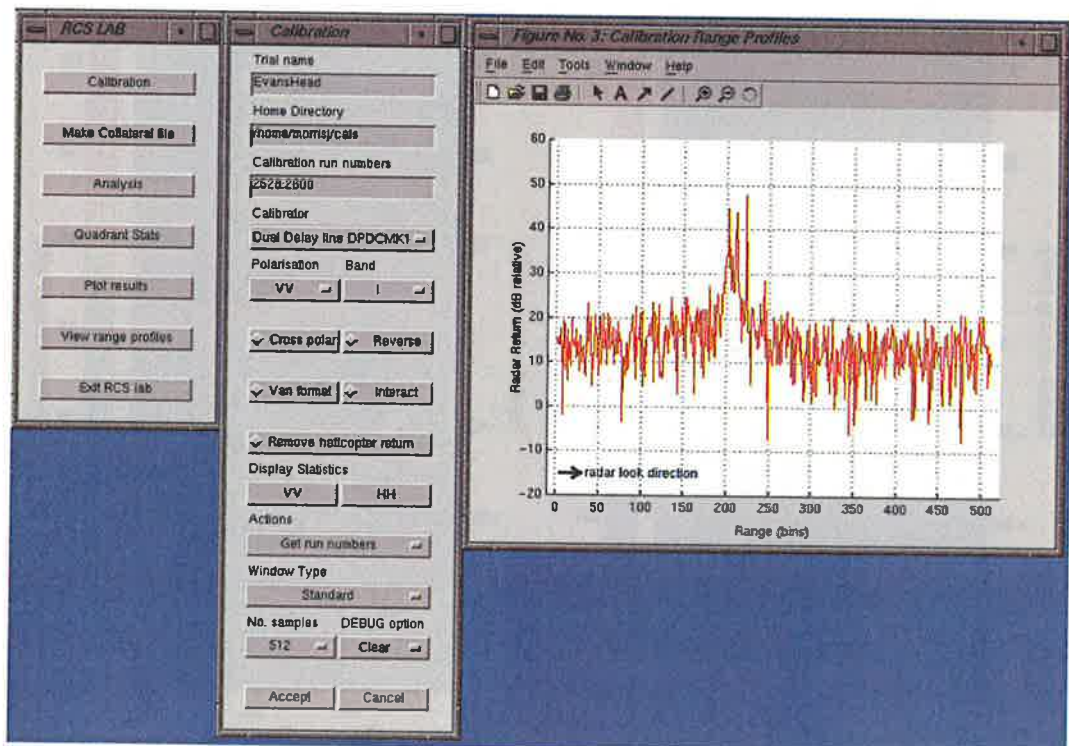 RCS LAB
Calibration
Make Collateral file
Analysis
Quadrant Stats
Plot results
View range profiles
Exit RCS lab
Calibration
Trial name
EvansHead
Home Directory
/home/morrisj/cals
Calibration run numbers
2628:2800
Calibrator
Dual Delay line DPDCMK1
Polarisation Band
VV I
Cross polar Reverse
Van format Interact
Remove helicopter return
Display Statistics
VV HH
Actions
Get run numbers
Window Type
Standard
No. samples DEBUG option
512 Clear
Accept Cancel
Figure No. 3: Calibration Range Profiles
File Edit Tools Window Help
A
60
50
40
30
20
10
0
−10
−20
Radar Return (dB relative)
radar look direction
0 50 100 150 200 250 300 350 400 450 500
Range (bins)